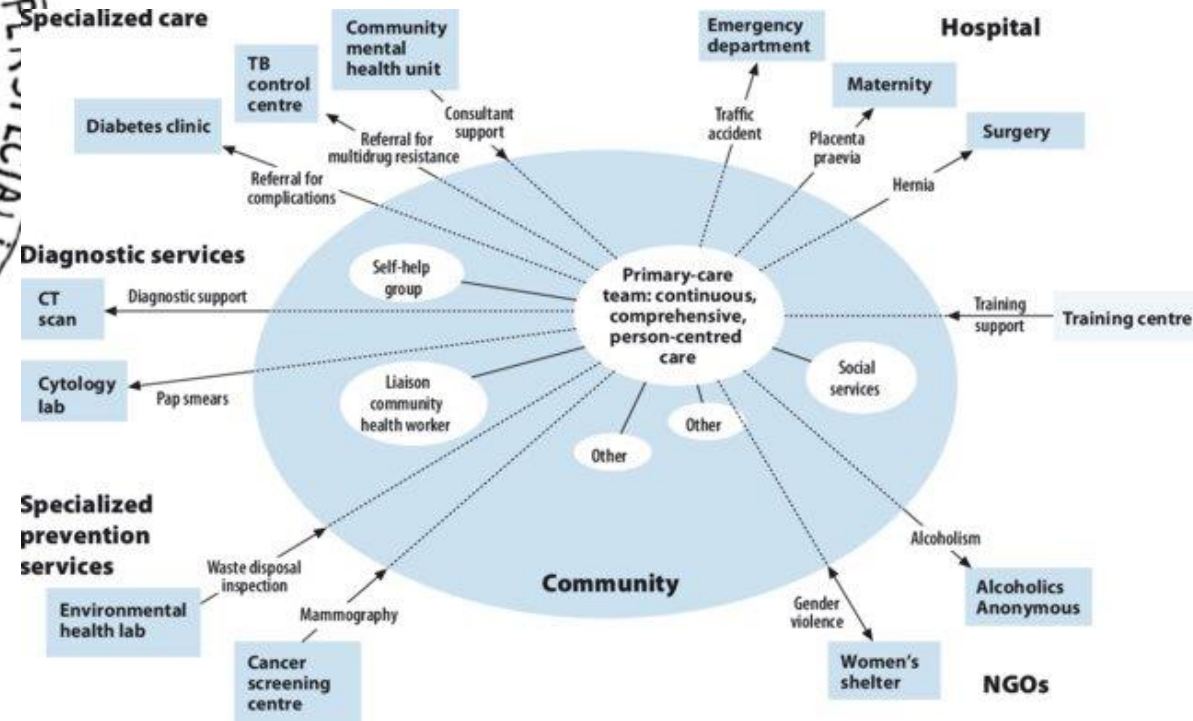 Specialized care
Community
mental
health unit
TB
control
centre
Diabetes clinic
Consultant
support
Referral for
multidrug resistance
Referral for
complications
Emergency
department
Hospital
Maternity
Surgery
Traffic
accident
Placenta
praevia
Hernia
Diagnostic services
CT
scan
Diagnostic support
Cytology
lab
Pap smears
Self-help
group
Primary-care
team: continuous,
comprehensive,
person-centred
care
Training
support
Training centre
Liaison
community
health worker
Social
services
Other
Other
Specialized
prevention
services
Waste disposal
inspection
Environmental
health lab
Mammography
Cancer
screening
centre
Community
Alcoholism
Alcoholics
Anonymous
Gender
violence
Women's
shelter
NGOs